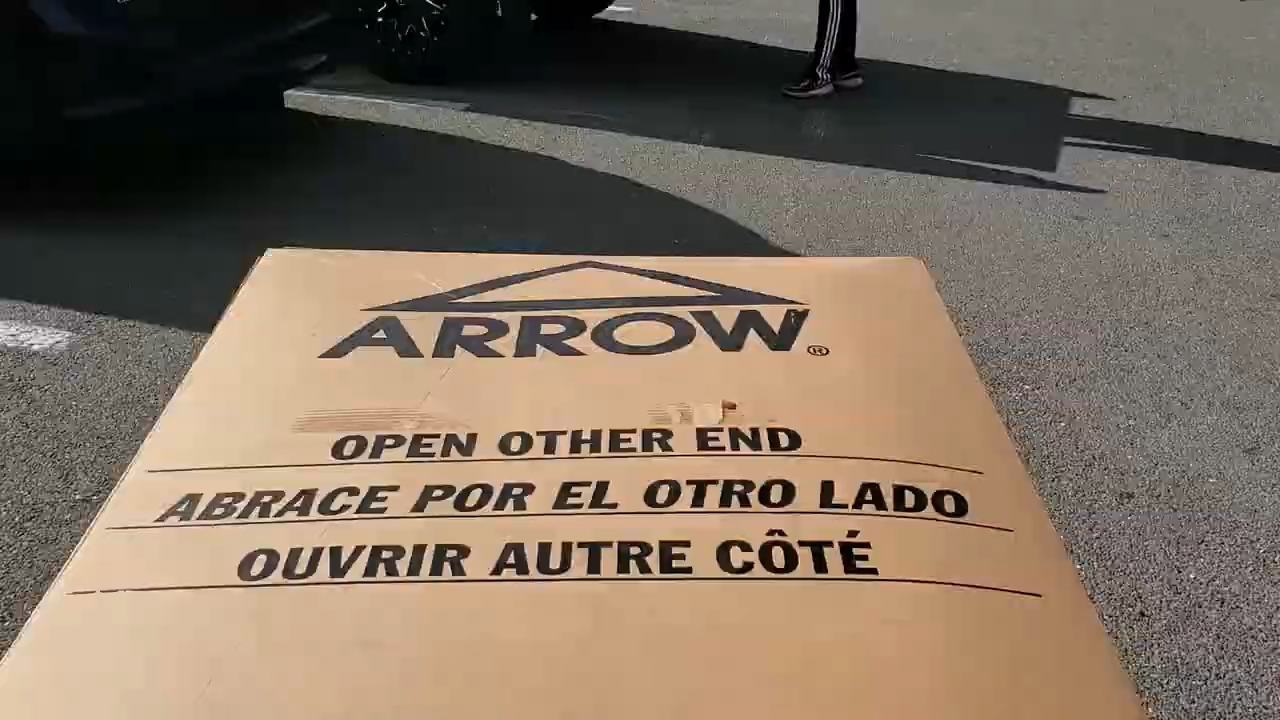 ARROW®
OPEN OTHER END
ABRACE POR EL OTRO LADO
OUVRIR AUTRE CÔTÉ